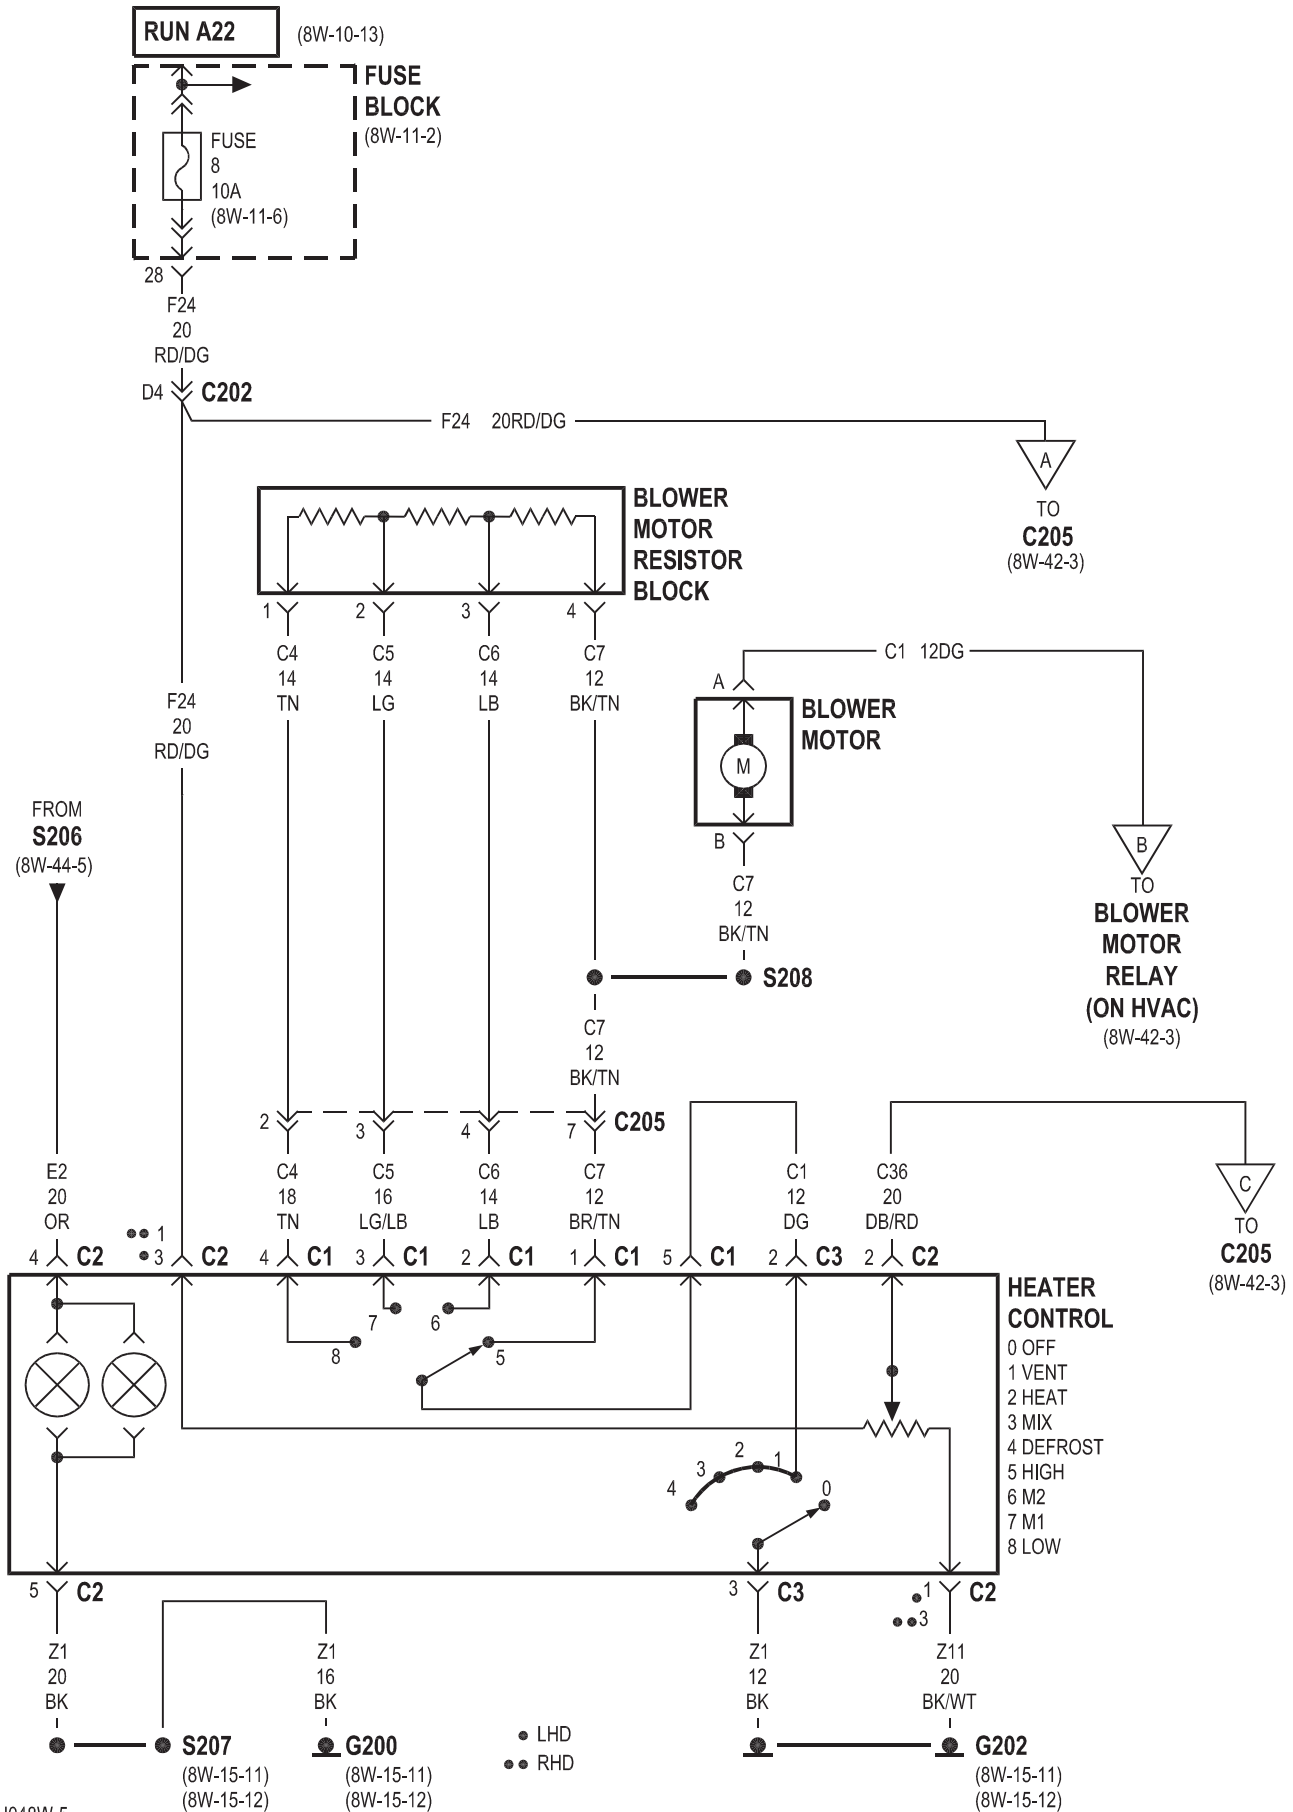 RUN A22
(8W-10-13)
FUSE
BLOCK
(8W-11-2)
FUSE
8
10A
(8W-11-6)
28
F24
20
RD/DG
D4
C202
F24 20RD/DG
A
TO
C205
(8W-42-3)
BLOWER
MOTOR
RESISTOR
BLOCK
1
2
3
4
C4
14
TN
C5
14
LG
C6
14
LB
C7
12
BK/TN
C1 12DG
A
BLOWER
MOTOR
M
B
C7
12
BK/TN
F24
20
RD/DG
FROM
S206
(8W-44-5)
B
TO
BLOWER
MOTOR
RELAY
(ON HVAC)
(8W-42-3)
S208
C7
12
BK/TN
2
3
4
7
C205
E2
20
OR
C4
18
TN
C5
16
LG/LB
C6
14
LB
C7
12
BR/TN
C1
12
DG
C36
20
DB/RD
C
TO
C205
(8W-42-3)
1
4 C2
3 C2
4 C1
3 C1
2 C1
1 C1
5 C1
2 C3
2 C2
HEATER
CONTROL
0 OFF
1 VENT
2 HEAT
3 MIX
4 DEFROST
5 HIGH
6 M2
7 M1
8 LOW
7
6
8
5
2
1
3
4
0
5 C2
3 C3
1 C2
3
Z1
20
BK
Z1
16
BK
Z1
12
BK
Z11
20
BK/WT
S207
(8W-15-11)
(8W-15-12)
G200
(8W-15-11)
(8W-15-12)
LHD
RHD
G202
(8W-15-11)
(8W-15-12)